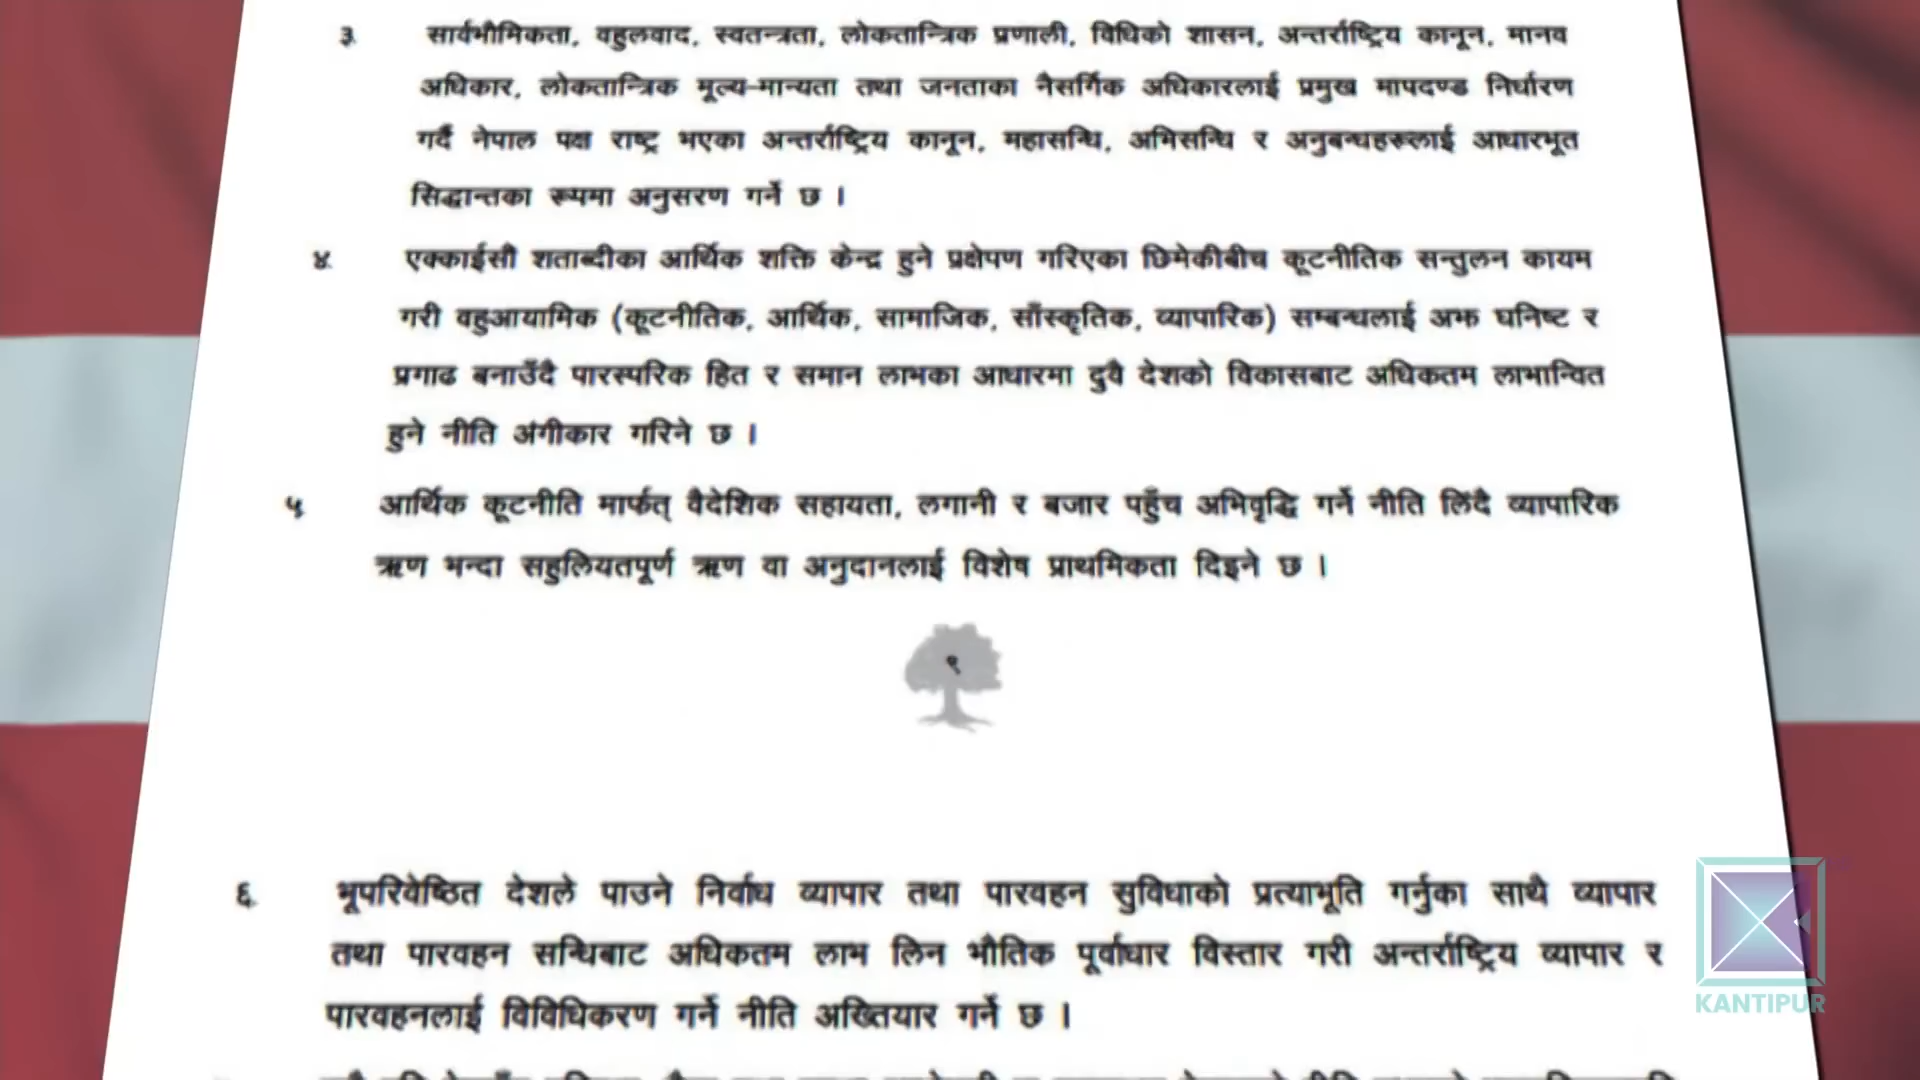 ३. सार्वभौमिकता, वहुलवाद, स्वतन्त्रता, लोकतान्त्रिक प्रणाली, विधिको शासन, अन्तर्राष्ट्रिय कानून, मानव
अधिकार, लोकतान्त्रिक मूल्य-मान्यता तथा जनताका नैसर्गिक अधिकारलाई प्रमुख मापदण्ड निर्धारण
गर्दै नेपाल पक्ष राष्ट्र भएका अन्तर्राष्ट्रिय कानून, महासन्धि, अभिसन्धि र अनुबन्धहरूलाई आधारभूत
सिद्धान्तका रूपमा अनुसरण गर्ने छ ।
४. एक्काईसौ शताब्दीका आर्थिक शक्ति केन्द्र हुने प्रक्षेपण गरिएका छिमेकीबीच कूटनीतिक सन्तुलन कायम
गरी वहुआयामिक (कूटनीतिक, आर्थिक, सामाजिक, साँस्कृतिक, व्यापारिक) सम्बन्धलाई अझ घनिष्ट र
प्रगाढ बनाउँदै पारस्परिक हित र समान लाभका आधारमा दुवै देशको विकासबाट अधिकतम लाभान्वित
हुने नीति अंगीकार गरिने छ ।
५ आर्थिक कूटनीति मार्फत् वैदेशिक सहायता, लगानी र बजार पहुँच अभिवृद्धि गर्ने नीति लिंदै व्यापारिक
ऋण भन्दा सहुलियतपूर्ण ऋण वा अनुदानलाई विशेष प्राथमिकता दिइने छ ।
९
६. भूपरिवेष्ठित देशले पाउने निर्वाध व्यापार तथा पारवहन सुविधाको प्रत्याभूति गर्नुका साथै व्यापार
तथा पारवहन सन्धिबाट अधिकतम लाभ लिन भौतिक पूर्वाधार विस्तार गरी अन्तर्राष्ट्रिय व्यापार र
पारवहनलाई विविधिकरण गर्ने नीति अख्तियार गर्ने छ ।
KANTIPUR